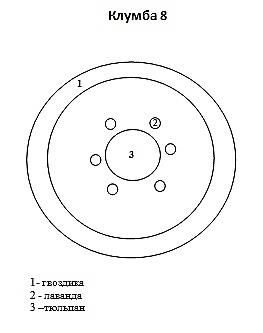 Клумба 8
1
2
3
1- гвоздика
2 - лаванда
3 –тюльпан